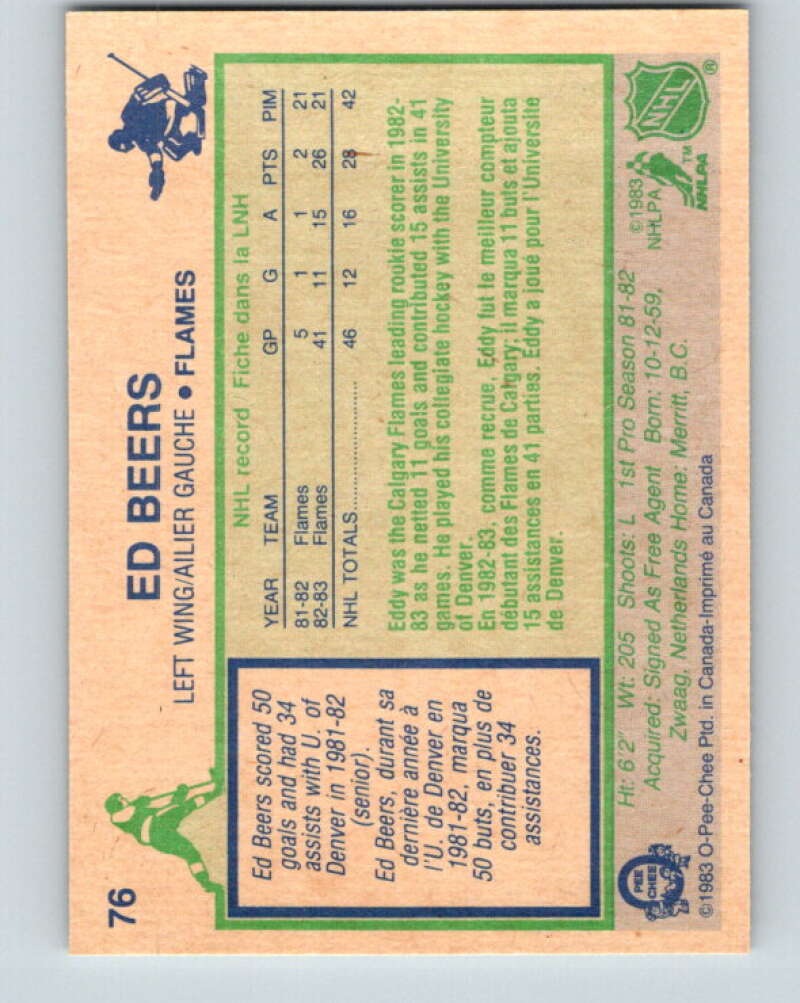 76
ED BEERS
LEFT WING/AILIER GAUCHE • FLAMES
Ed Beers scored 50
goals and had 34
assists with U. of
Denver in 1981-82
(senior).
Ed Beers, durant sa
dernière année à
l'U. de Denver en
1981-82, marqua
50 buts, en plus de
contribuer 34
assistances.
NHL record / Fiche dans la LNH
YEAR TEAM GP G A PTS PIM
81-82 Flames 5 1 1 2 21
82-83 Flames 41 11 15 26 21
NHL TOTALS.................. 46 12 16 28 42
Eddy was the Calgary Flames leading rookie scorer in 1982-
83 as he netted 11 goals and contributed 15 assists in 41
games. He played his collegiate hockey with the University
of Denver.
En 1982-83, comme recrue, Eddy fut le meilleur compteur
débutant des Flames de Calgary; il marqua 11 buts et ajouta
15 assistances en 41 parties. Eddy a joué pour l'Université
de Denver.
Ht: 6'2" Wt: 205 Shoots: L 1st Pro Season 81-82
Acquired: Signed As Free Agent Born: 10-12-59,
Zwaag, Netherlands Home: Merritt, B.C.
©1983
NHLPA
TM
NHLPA
NHL
®
O
PEE
CHEE
©1983 O-Pee-Chee Ptd. in Canada-Imprimé au Canada